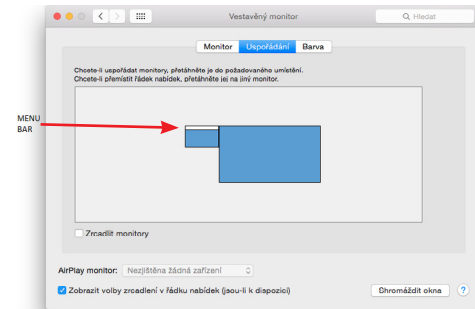 Vestavěný monitor
Hledat
Monitor Uspořádání Barva
Chcete-li uspořádat monitory, přetáhněte je do požadovaného umístění.
Chcete-li přemístit řádek nabídek, přetáhněte jej na jiný monitor.
MENU
BAR
Zrcadlit monitory
AirPlay monitor: Nezjištěna žádná zařízení
Zobrazit volby zrcadlení v řádku nabídek (jsou-li k dispozici)
Shromáždit okna ?